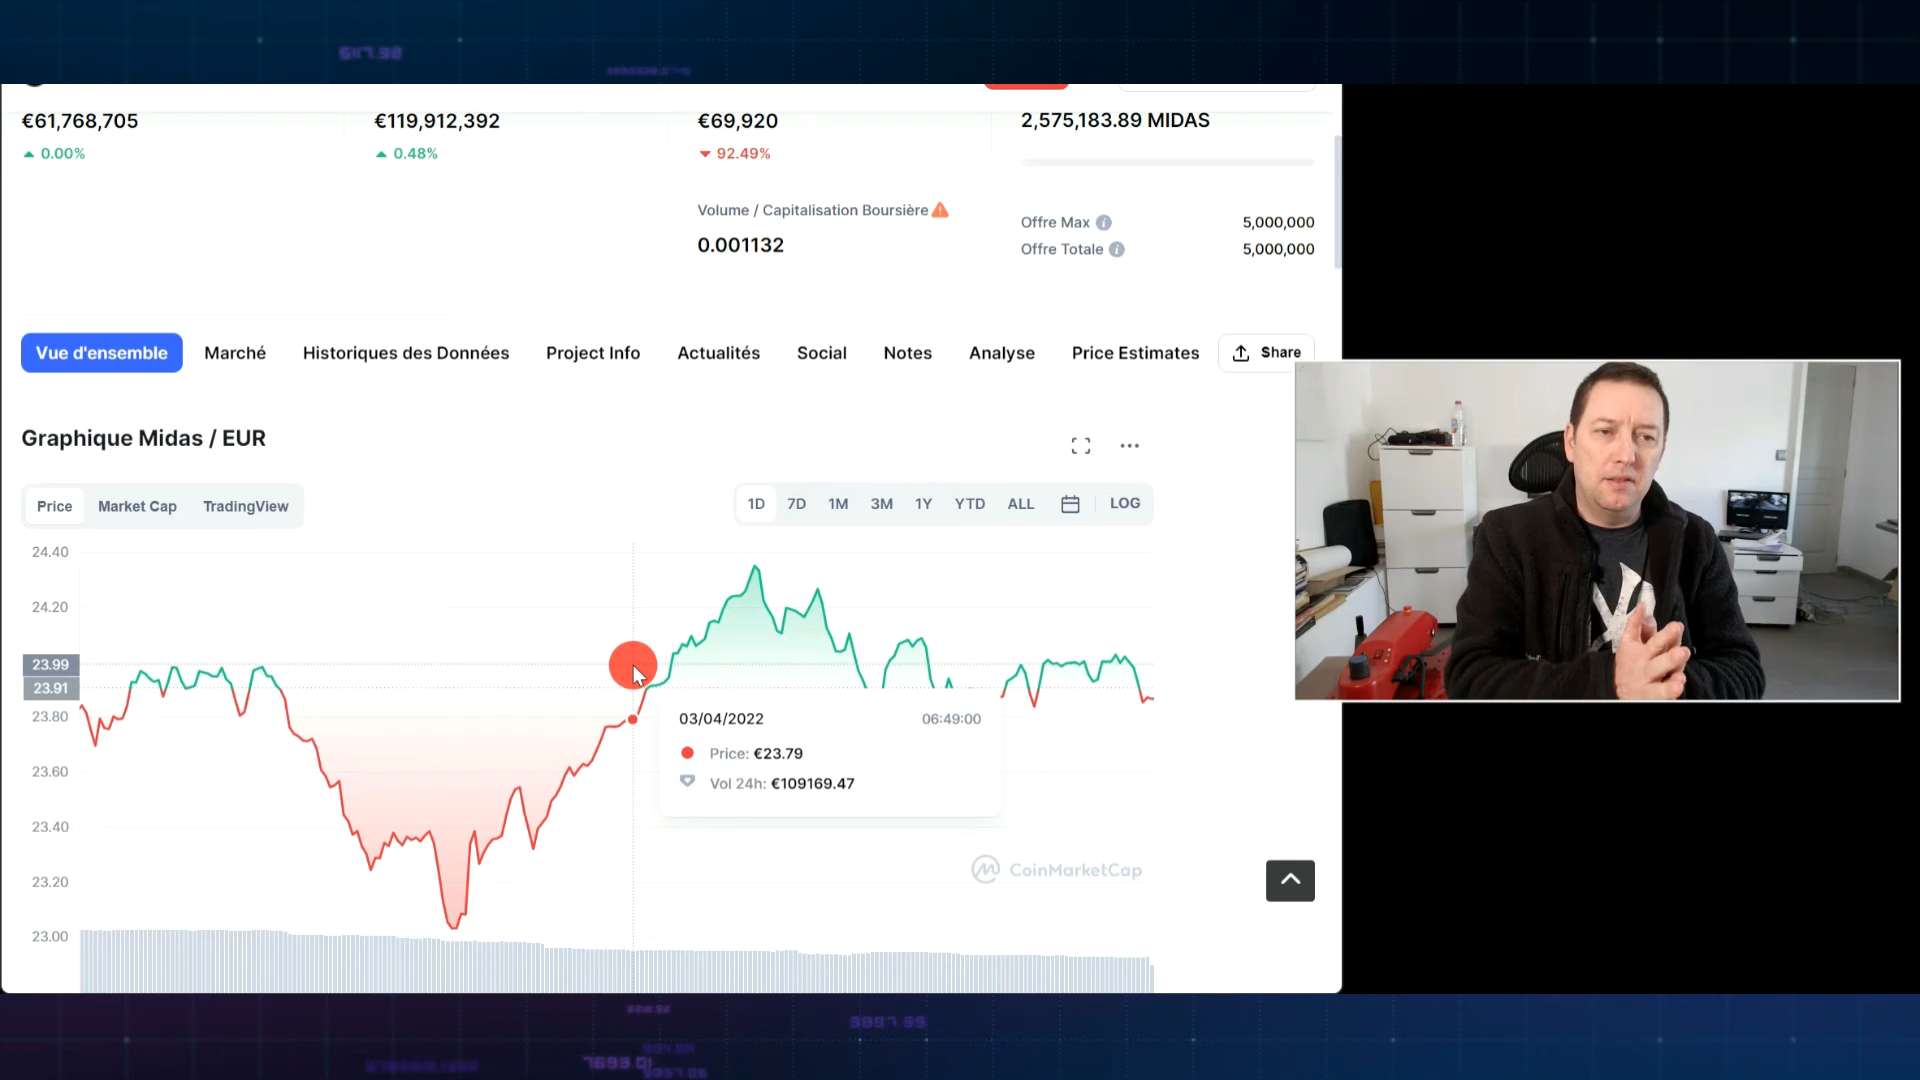 €61,768,705
€119,912,392
€69,920
2,575,183.89 MIDAS
0.00%
0.48%
92.49%
Volume / Capitalisation Boursière
0.001132
Offre Max 5,000,000
Offre Totale 5,000,000
Vue d'ensemble
Marché
Historiques des Données
Project Info
Actualités
Social
Notes
Analyse
Price Estimates
Share
Graphique Midas / EUR
Price
Market Cap
TradingView
1D
7D
1M
3M
1Y
YTD
ALL
LOG
24.40
24.20
23.99
23.91
23.80
23.60
23.40
23.20
23.00
03/04/2022 06:49:00
Price: €23.79
Vol 24h: €109169.47
CoinMarketCap